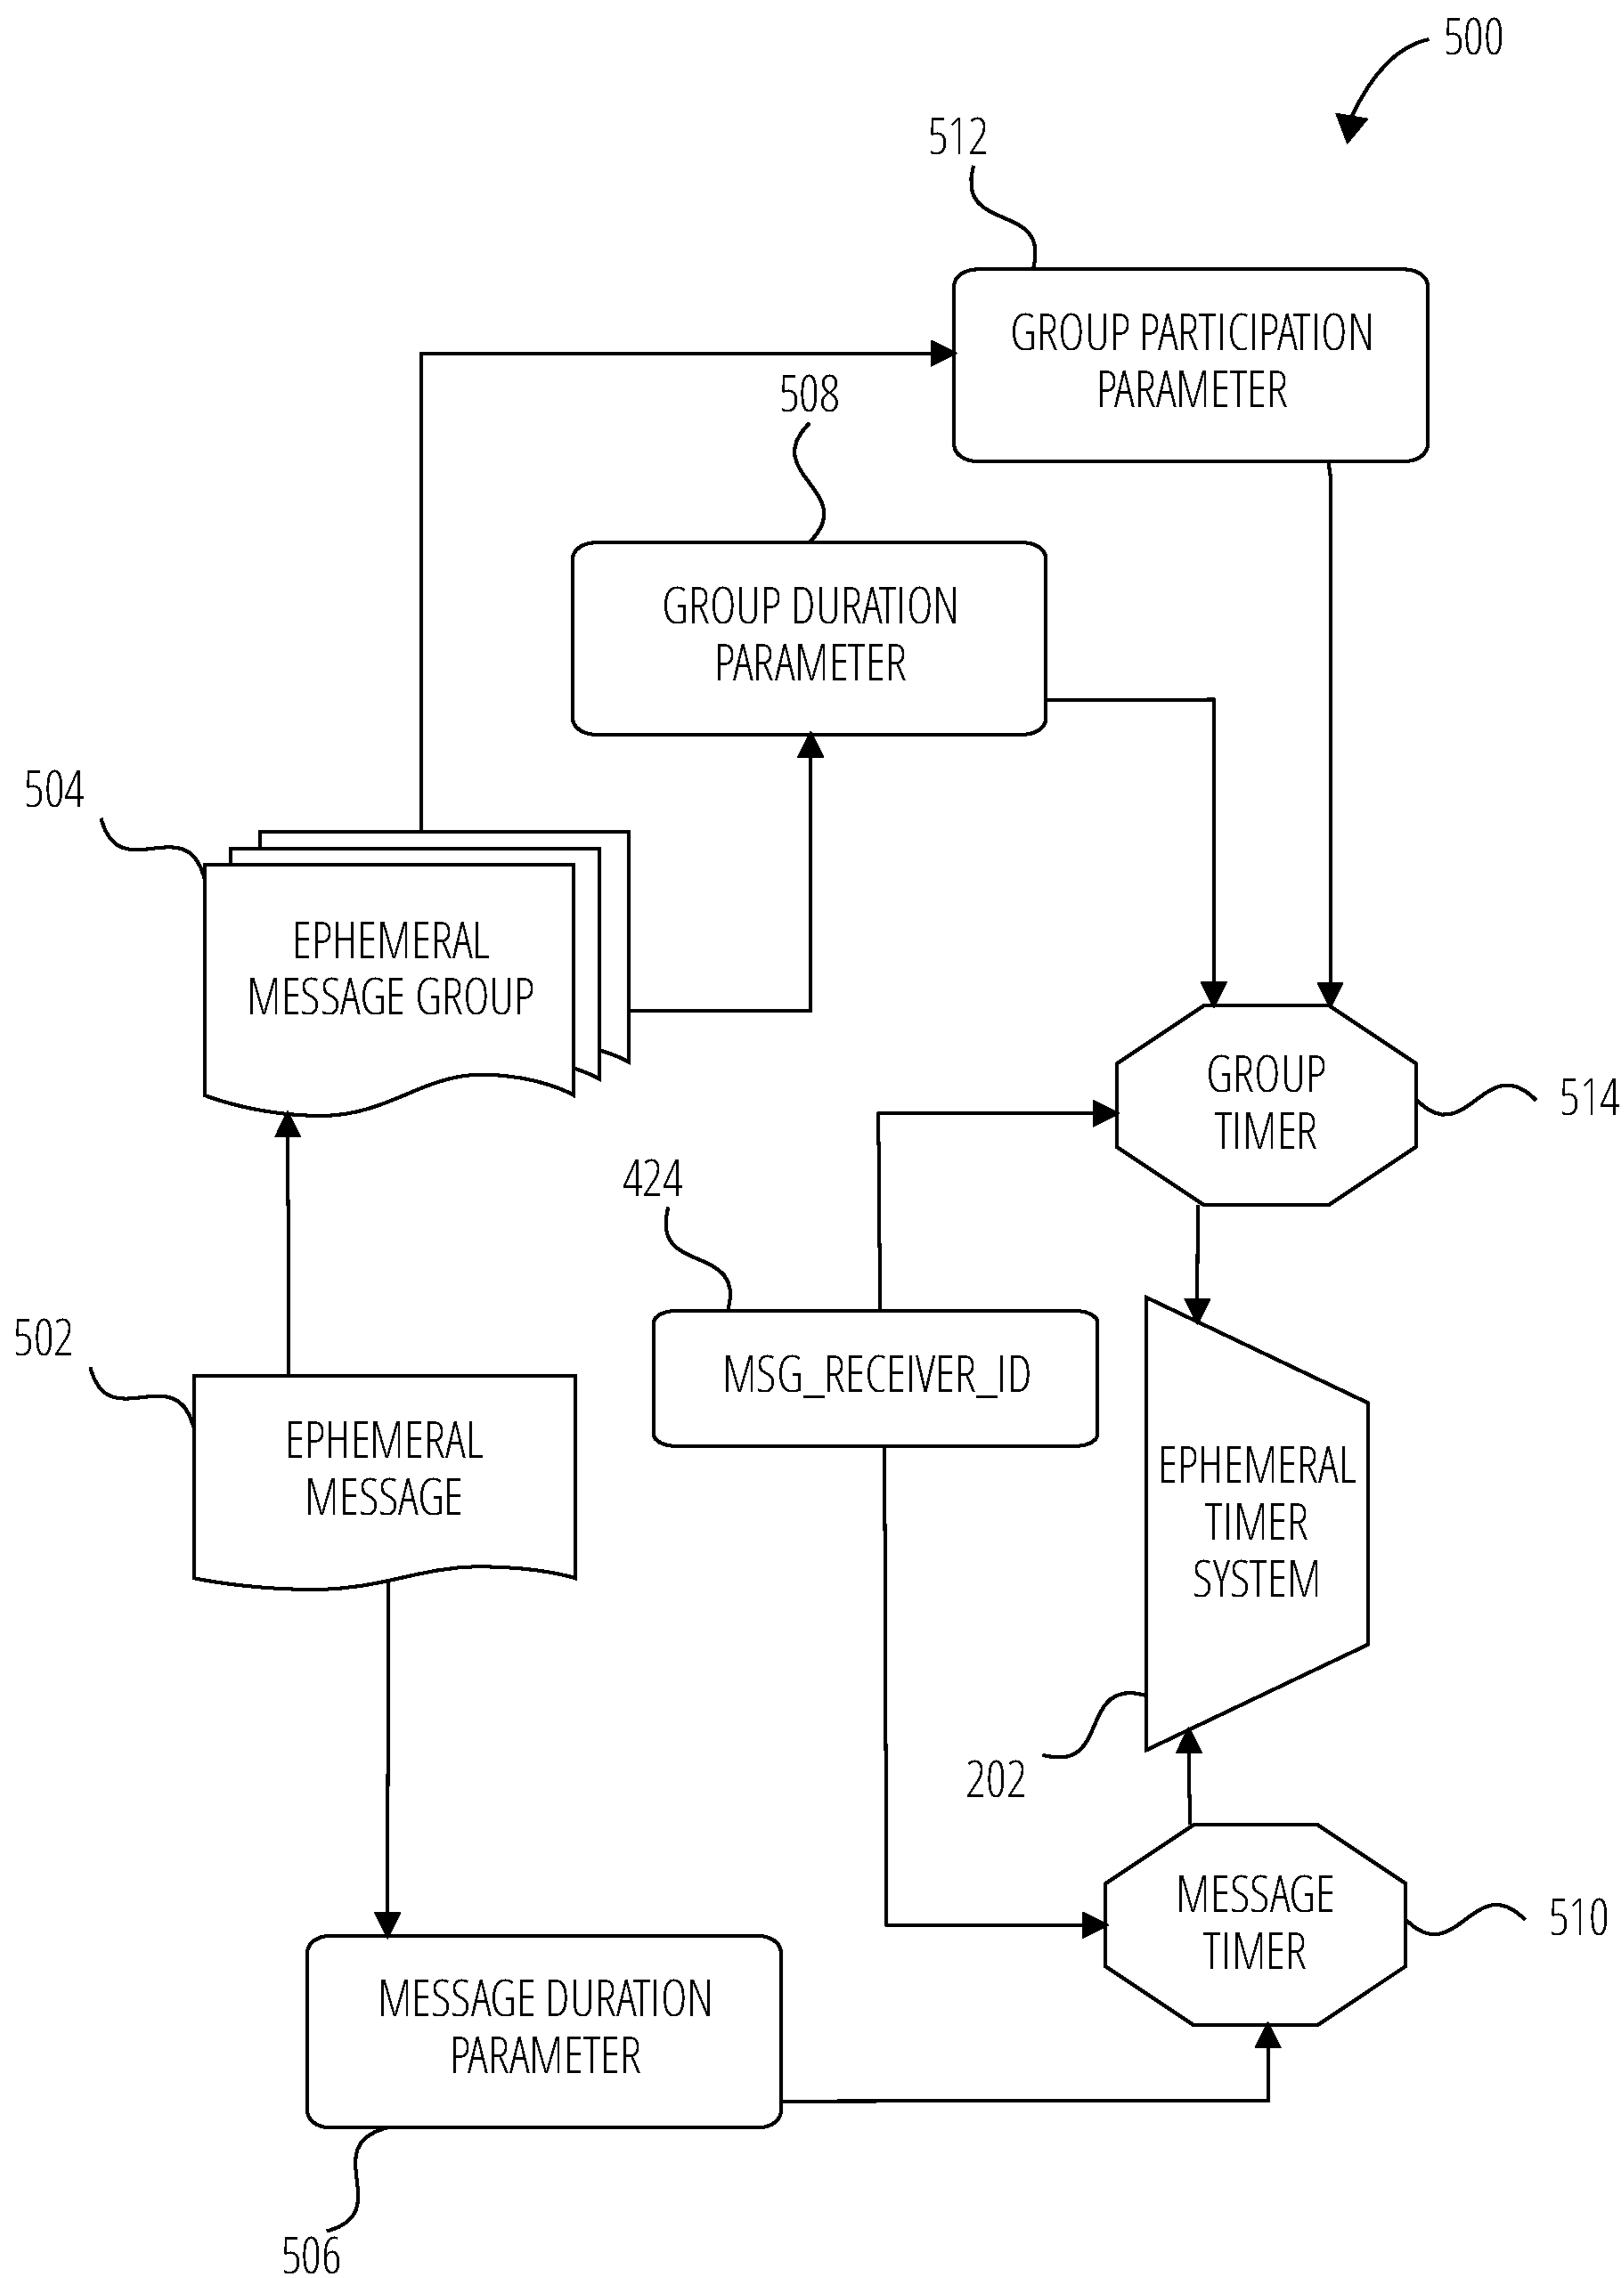 500
512
GROUP PARTICIPATION
PARAMETER
508
GROUP DURATION
PARAMETER
504
EPHEMERAL
MESSAGE GROUP
GROUP
TIMER
514
424
MSG_RECEIVER_ID
502
EPHEMERAL
MESSAGE
EPHEMERAL
TIMER
SYSTEM
202
MESSAGE
TIMER
510
MESSAGE DURATION
PARAMETER
506